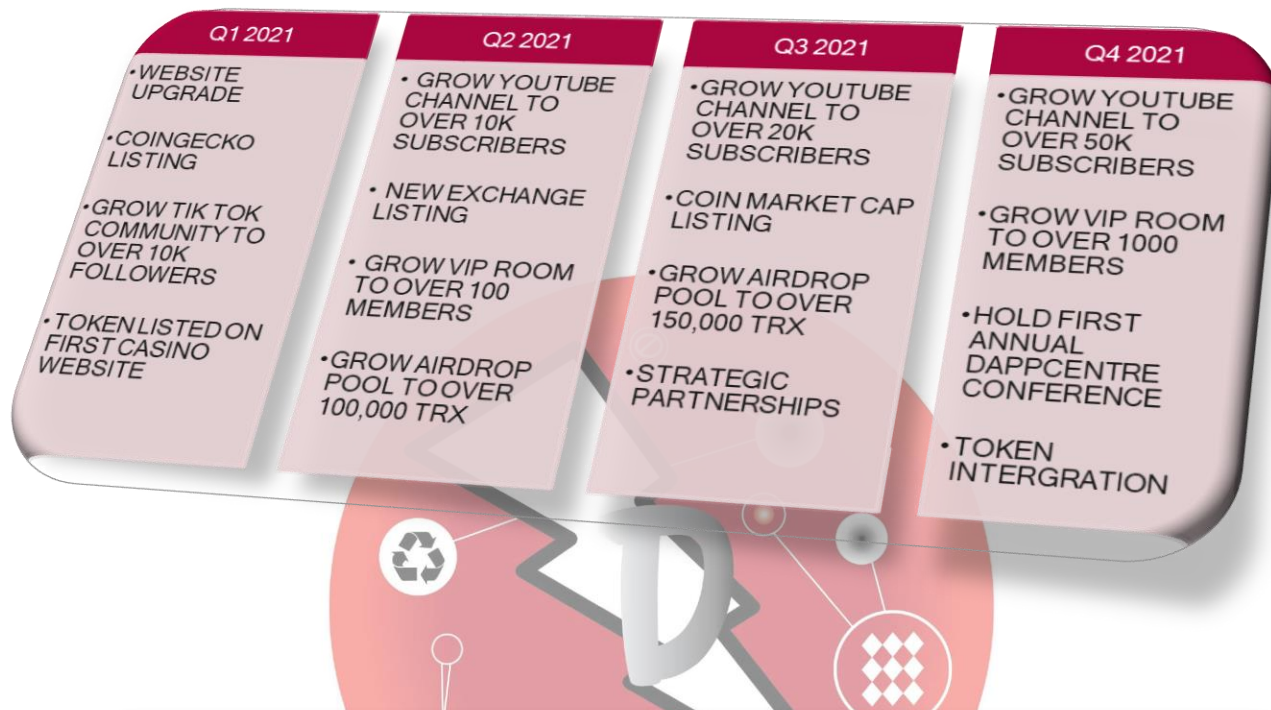 Q1 2021
•WEBSITE
UPGRADE
•COINGECKO
LISTING
•GROW TIK TOK
COMMUNITY TO
OVER 10K
FOLLOWERS
•TOKEN LISTED ON
FIRST CASINO
WEBSITE
Q2 2021
• GROW YOUTUBE
CHANNEL TO
OVER 10K
SUBSCRIBERS
• NEW EXCHANGE
LISTING
• GROW VIP ROOM
TO OVER 100
MEMBERS
•GROW AIRDROP
POOL TO OVER
100,000 TRX
Q3 2021
•GROW YOUTUBE
CHANNEL TO
OVER 20K
SUBSCRIBERS
•COIN MARKET CAP
LISTING
•GROW AIRDROP
POOL TO OVER
150,000 TRX
•STRATEGIC
PARTNERSHIPS
Q4 2021
•GROW YOUTUBE
CHANNEL TO
OVER 50K
SUBSCRIBERS
•GROW VIP ROOM
TO OVER 1000
MEMBERS
•HOLD FIRST
ANNUAL
DAPPCENTRE
CONFERENCE
•TOKEN
INTERGRATION
D